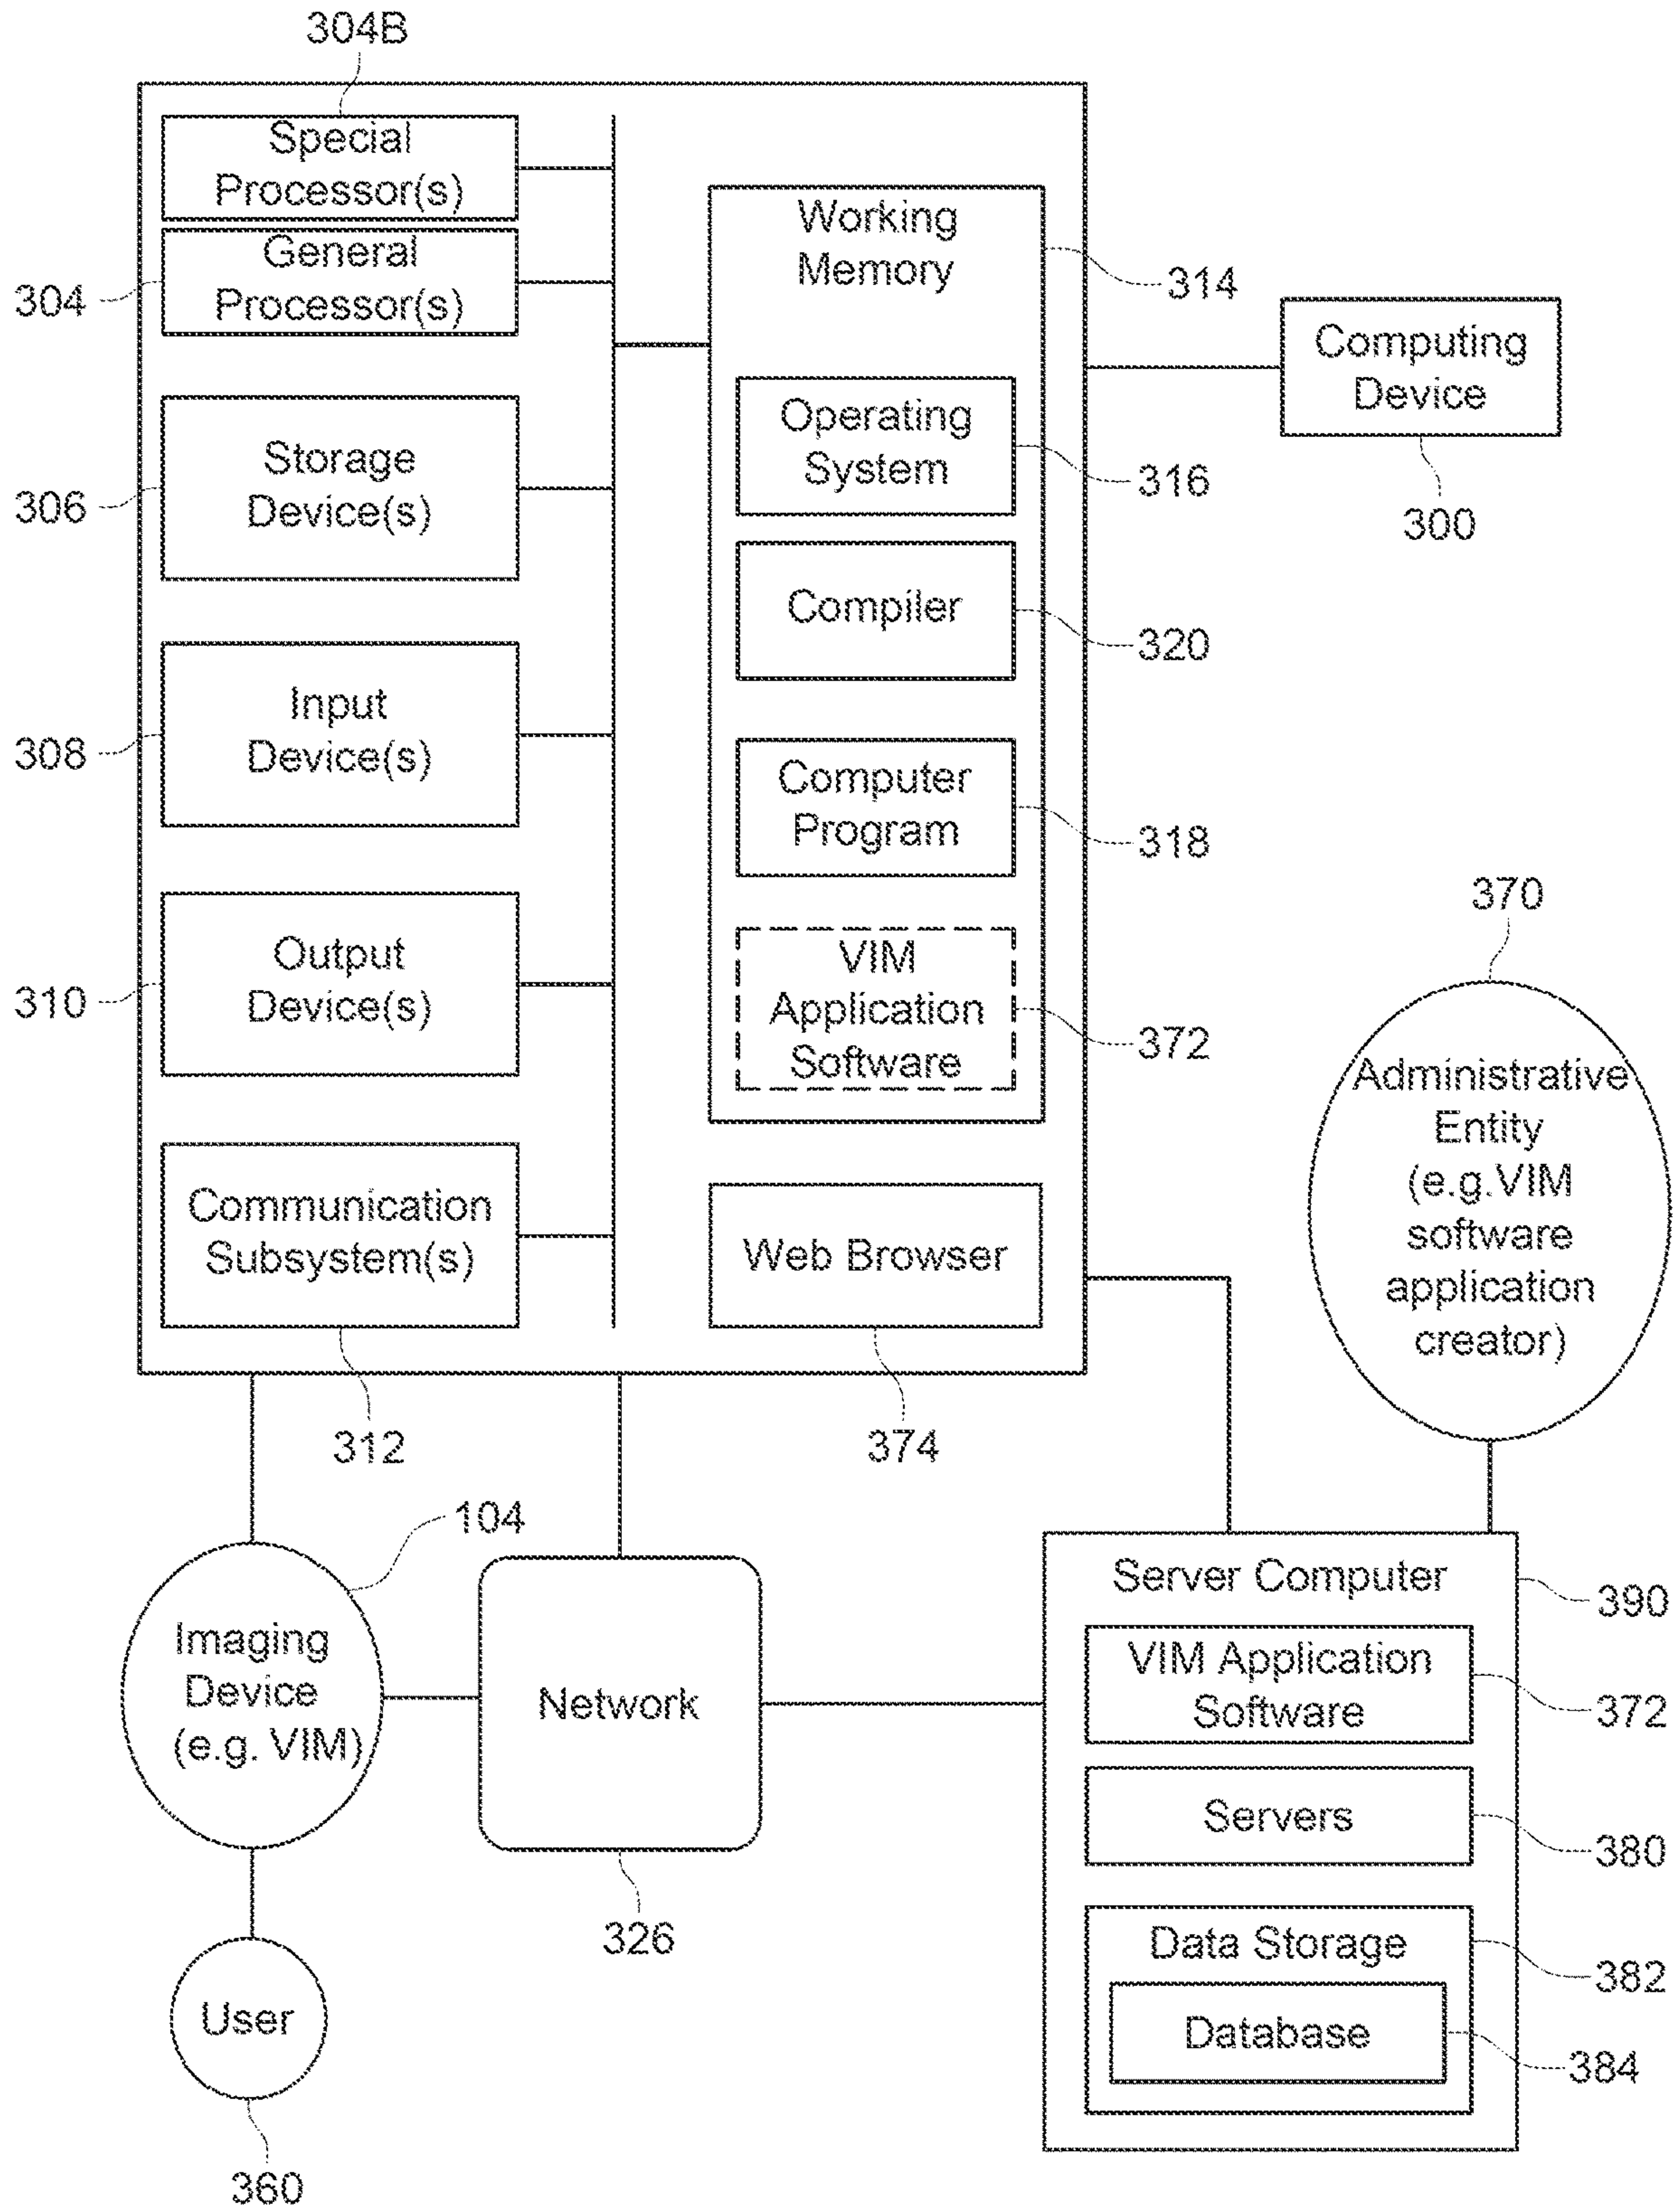 304B
Special
Processor(s)
General
Processor(s)
304
Storage
Device(s)
306
Input
Device(s)
308
Output
Device(s)
310
Communication
Subsystem(s)
312
Working
Memory
314
Operating
System
316
Compiler
320
Computer
Program
318
VIM
Application
Software
372
Web Browser
374
Computing
Device
300
370
Administrative
Entity
(e.g.VIM
software
application
creator)
104
Imaging
Device
(e.g. VIM)
Network
326
User
360
Server Computer
390
VIM Application
Software
372
Servers
380
Data Storage
382
Database
384